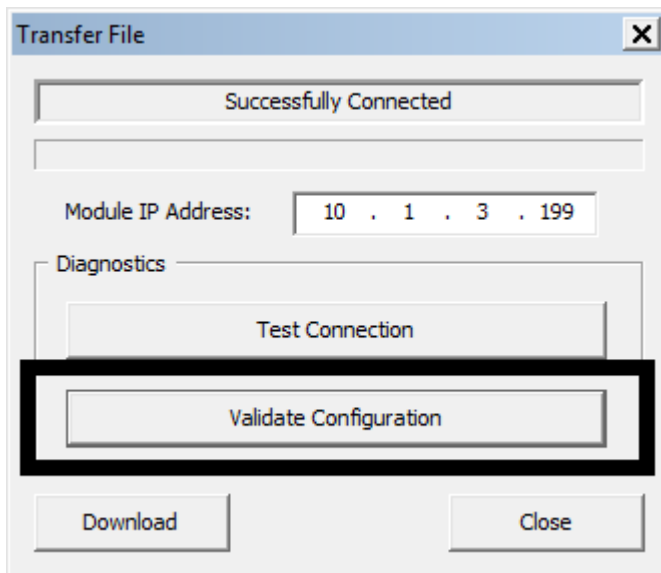 Transfer File
Successfully Connected
Module IP Address: 10 . 1 . 3 . 199
Diagnostics
Test Connection
Validate Configuration
Download Close